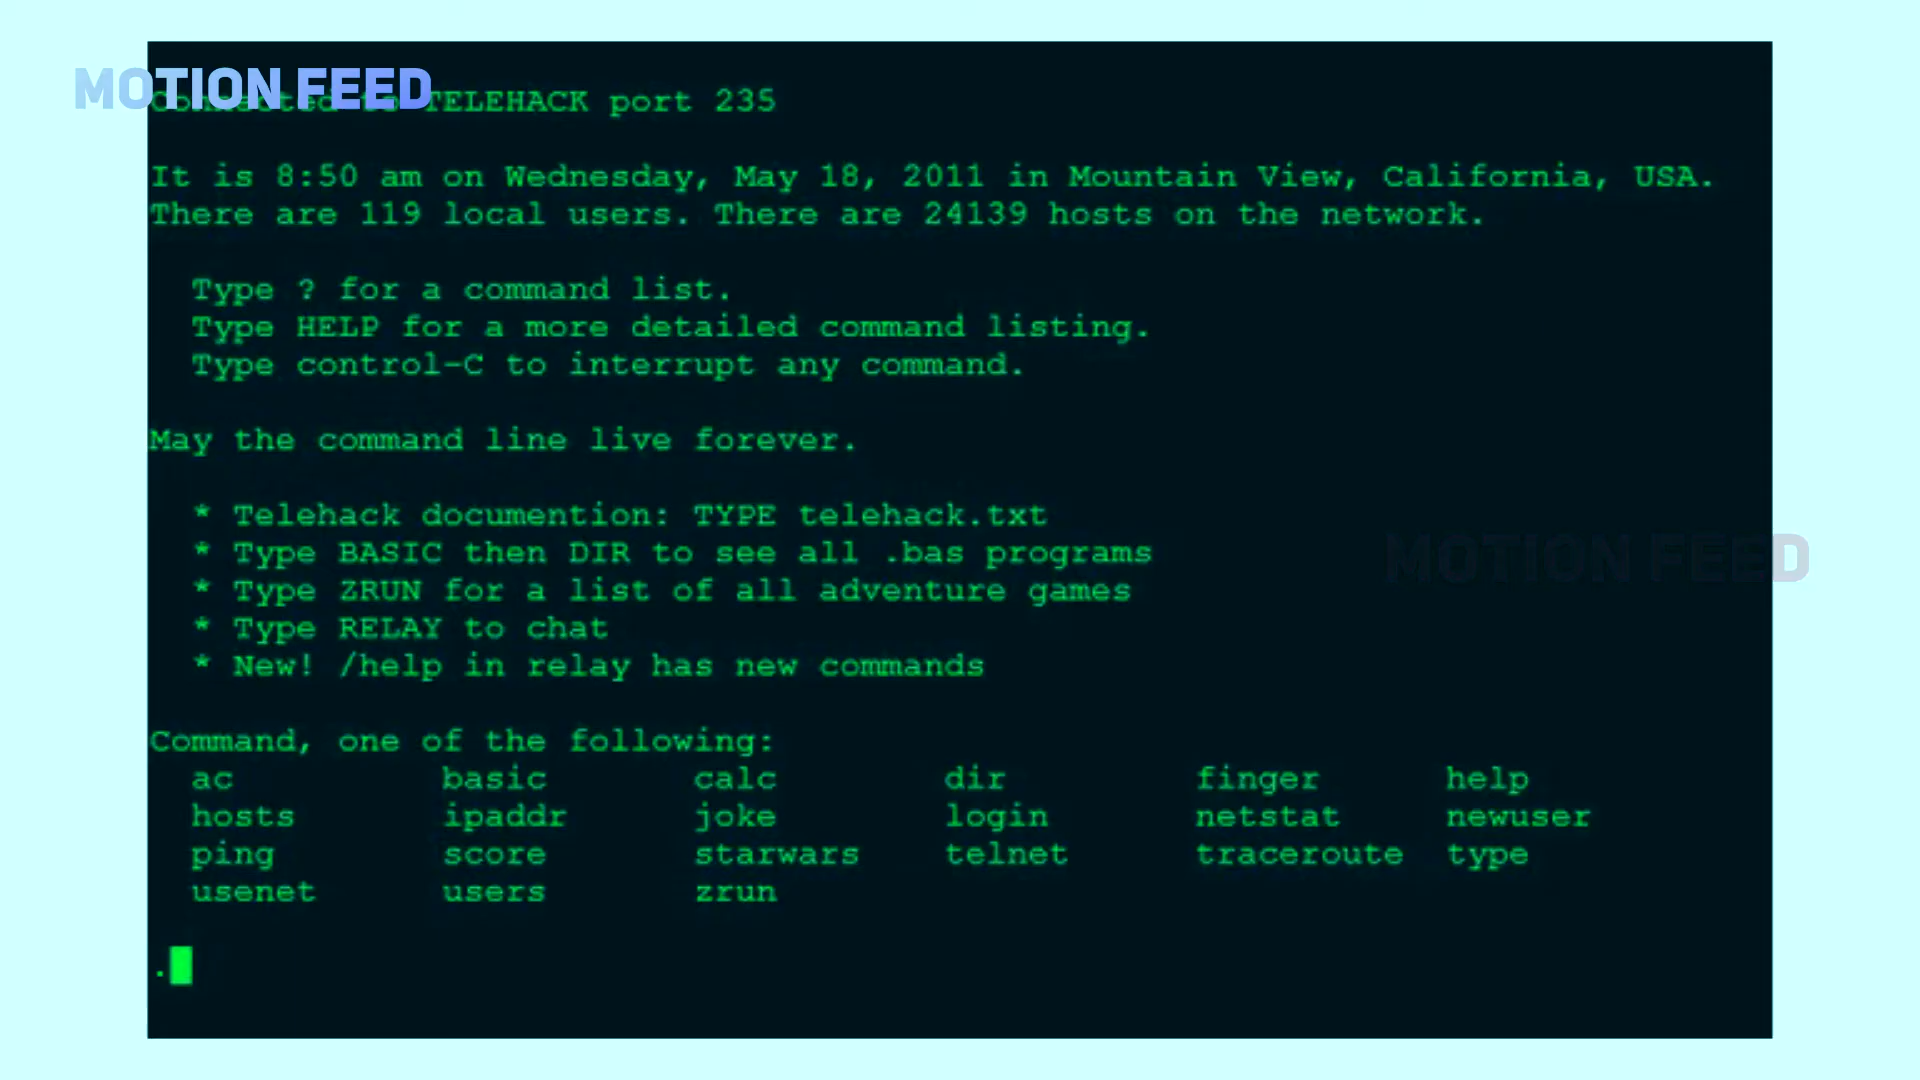 MOTION FEED
Connected to TELEHACK port 235
It is 8:50 am on Wednesday, May 18, 2011 in Mountain View, California, USA.
There are 119 local users. There are 24139 hosts on the network.
Type ? for a command list.
Type HELP for a more detailed command listing.
Type control-C to interrupt any command.
May the command line live forever.
* Telehack documention: TYPE telehack.txt
* Type BASIC then DIR to see all .bas programs
* Type ZRUN for a list of all adventure games
MOTION FEED
* Type RELAY to chat
* New! /help in relay has new commands
Command, one of the following:
ac basic calc dir finger help
hosts ipaddr joke login netstat newuser
ping score starwars telnet traceroute type
usenet users zrun
.